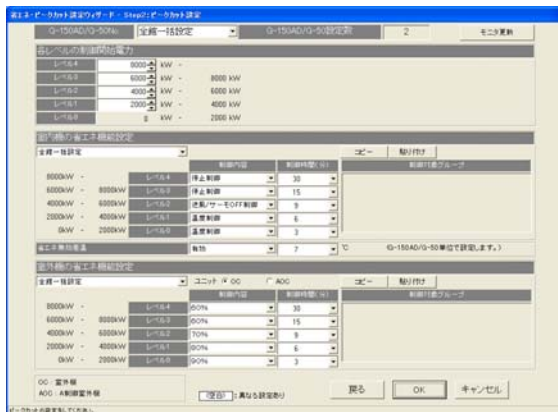 省エネ・ピークカット設定ウィザード - Step2:ピークカット設定
G-150AD/G-50No 全館一括設定 G-150AD/G-50設定数 2 モニタ更新
各レベルの制御開始電力
レベル4 8000 kW -
レベル3 6000 kW - 8000 kW
レベル2 4000 kW - 6000 kW
レベル1 2000 kW - 4000 kW
レベル0 0 kW - 2000 kW
室内機の省エネ機能設定
全館一括設定 コピー 貼り付け
制御内容 制御時間(分) 制御対象グループ
8000kW - レベル4 停止制御 30
6000kW - 8000kW レベル3 停止制御 15
4000kW - 6000kW レベル2 送風/サーモOFF制御 9
2000kW - 4000kW レベル1 温度制御 6
0kW - 2000kW レベル0 温度制御 3
省エネ無効差温 有効 7 ℃ (G-150AD/G-50単位で設定します。)
室外機の省エネ機能設定
全館一括設定 ユニット OC AOC コピー 貼り付け
制御内容 制御時間(分) 制御対象グループ
8000kW - レベル4 60% 30
6000kW - 8000kW レベル3 60% 15
4000kW - 6000kW レベル2 70% 9
2000kW - 4000kW レベル1 80% 6
0kW - 2000kW レベル0 90% 3
OC : 室外機
AOC : A制御室外機
(空白) : 異なる設定あり 戻る OK キャンセル